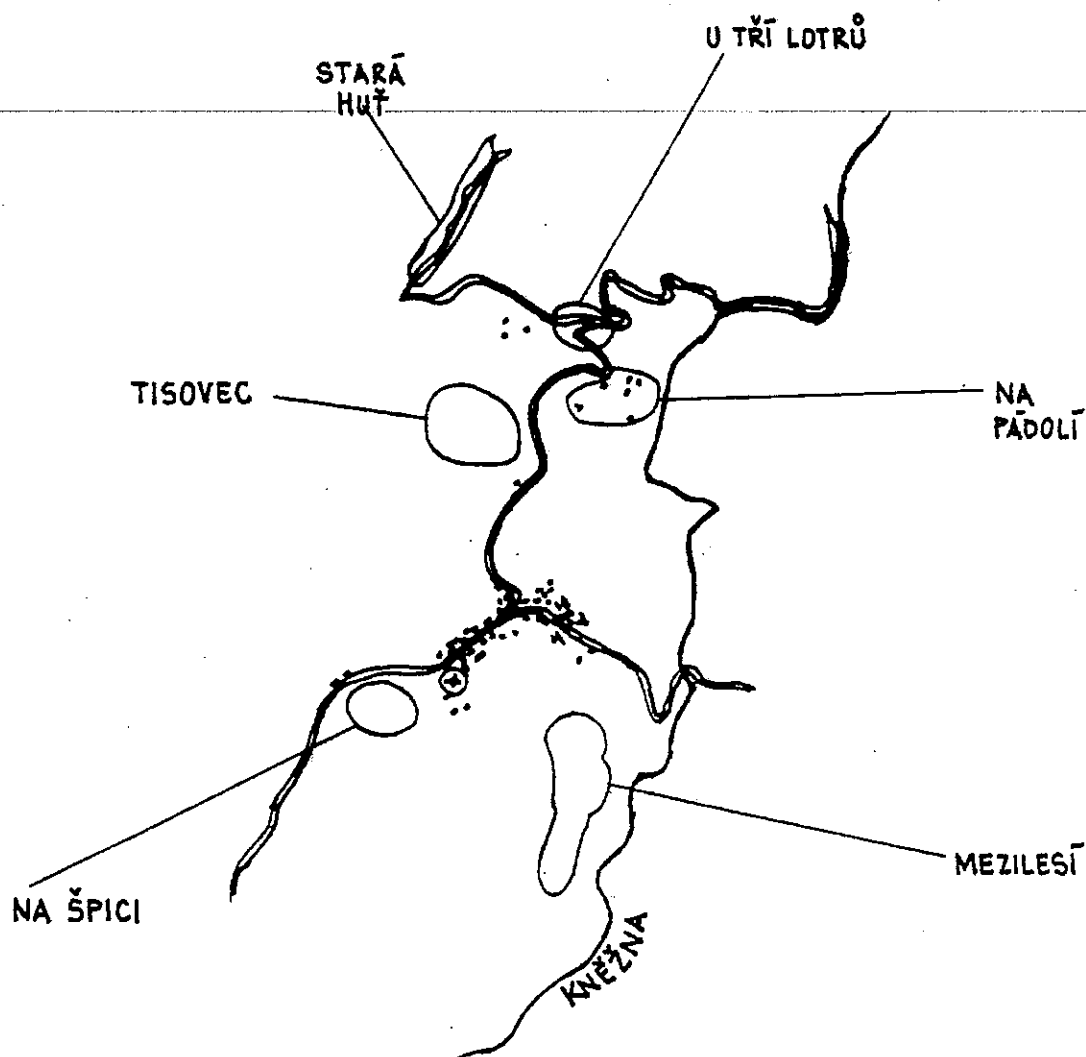 U TŘÍ LOTRŮ
STARÁ
HUŤ
TISOVEC
NA
PÁDOLÍ
MEZILESÍ
NA ŠPICI
KNĚŽNA